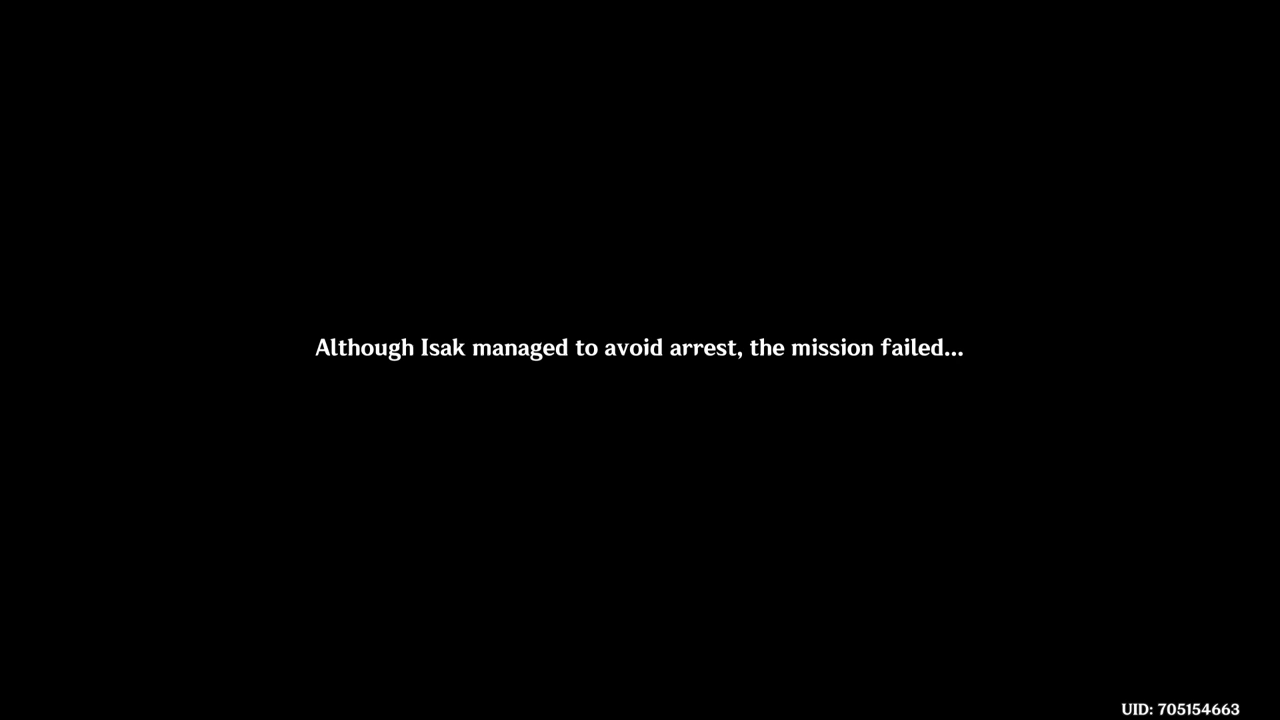 Although Isak managed to avoid arrest, the mission failed...
UID: 705154663